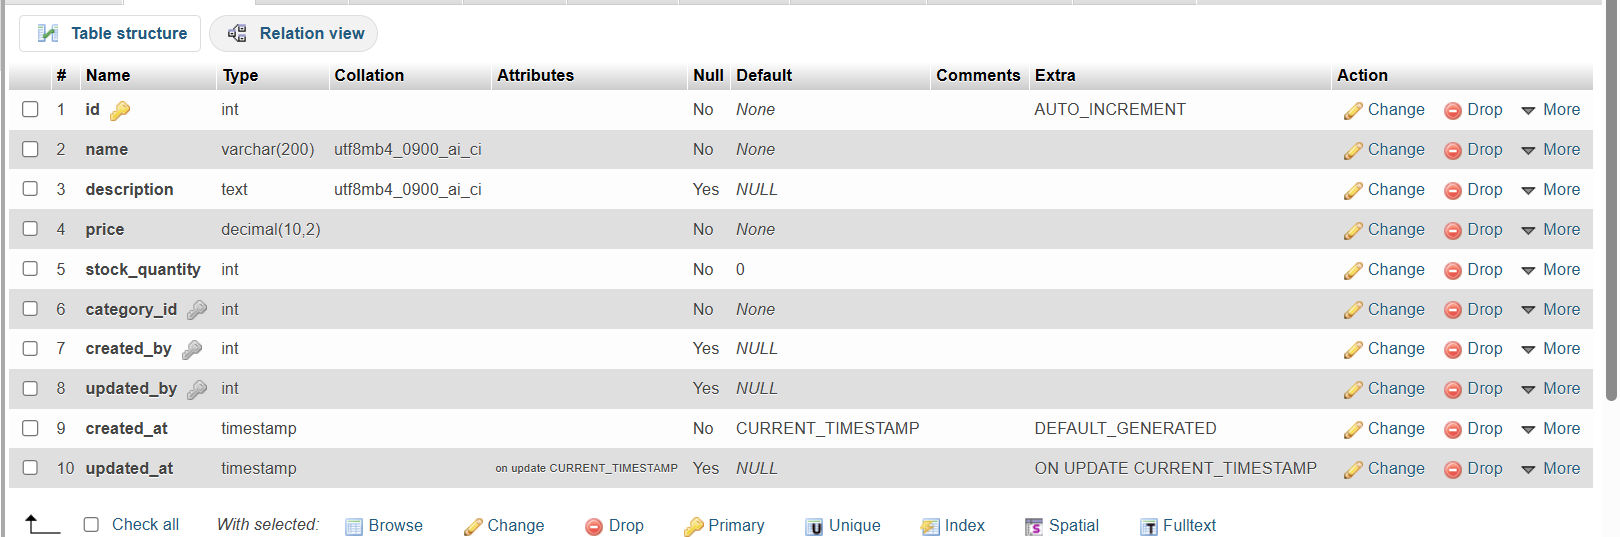 Table structure Relation view
# Name Type Collation Attributes Null Default Comments Extra Action
1 id int No None AUTO_INCREMENT Change Drop More
2 name varchar(200) utf8mb4_0900_ai_ci No None Change Drop More
3 description text utf8mb4_0900_ai_ci Yes NULL Change Drop More
4 price decimal(10,2) No None Change Drop More
5 stock_quantity int No 0 Change Drop More
6 category_id int No None Change Drop More
7 created_by int Yes NULL Change Drop More
8 updated_by int Yes NULL Change Drop More
9 created_at timestamp No CURRENT_TIMESTAMP DEFAULT_GENERATED Change Drop More
10 updated_at timestamp on update CURRENT_TIMESTAMP Yes NULL ON UPDATE CURRENT_TIMESTAMP Change Drop More
Check all With selected: Browse Change Drop Primary U Unique Index S Spatial T Fulltext